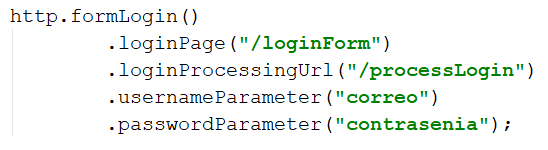 http.formLogin()
.loginPage("/loginForm")
.loginProcessingUrl("/processLogin")
.usernameParameter("correo")
.passwordParameter("contrasenia");